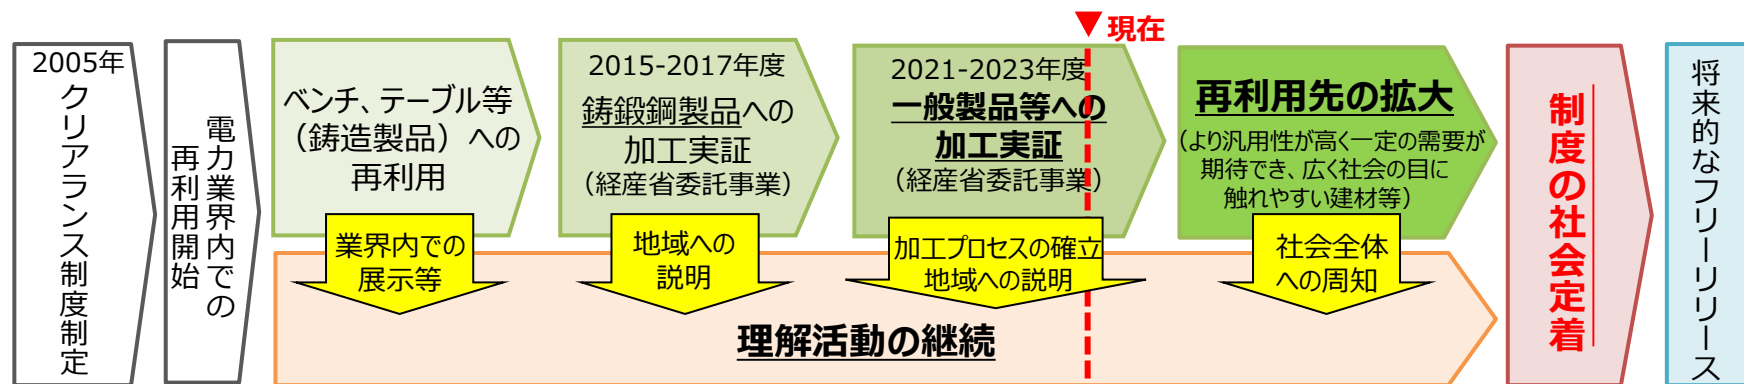 現在
2005年
クリアランス制度制定
電力業界内での
再利用開始
ベンチ、テーブル等
（鋳造製品）への
再利用
2015-2017年度
鋳鍛鋼製品への
加工実証
（経産省委託事業）
2021-2023年度
一般製品等への
加工実証
（経産省委託事業）
再利用先の拡大
（より汎用性が高く一定の需要が
期待でき、広く社会の目に
触れやすい建材等）
業界内での
展示等
地域への
説明
加工プロセスの確立
地域への説明
社会全体
への周知
理解活動の継続
制度の社会定着
将来的なフリーリリース